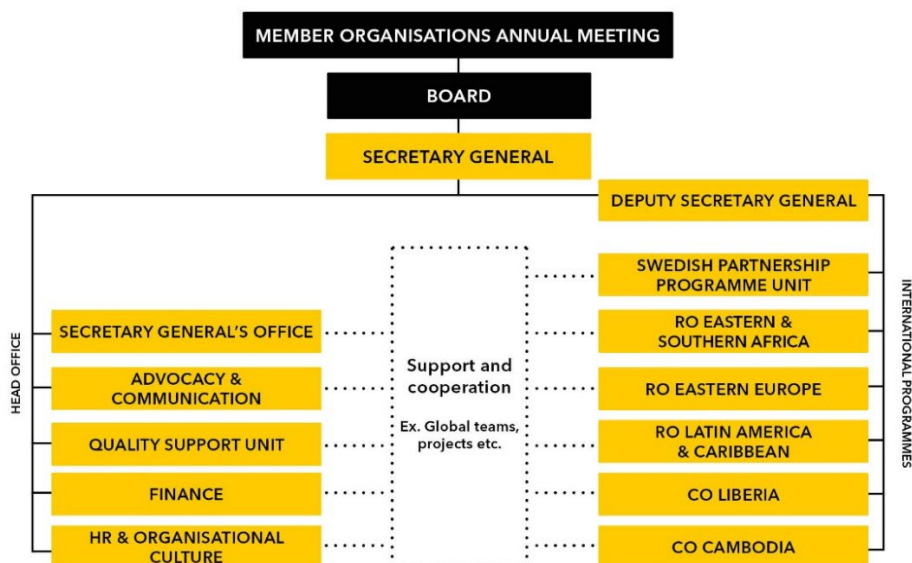 MEMBER ORGANISATIONS ANNUAL MEETING
BOARD
SECRETARY GENERAL
DEPUTY SECRETARY GENERAL
HEAD OFFICE
SECRETARY GENERAL'S OFFICE
ADVOCACY &
COMMUNICATION
QUALITY SUPPORT UNIT
FINANCE
HR & ORGANISATIONAL
CULTURE
Support and
cooperation
Ex. Global teams,
projects etc.
SWEDISH PARTNERSHIP
PROGRAMME UNIT
RO EASTERN &
SOUTHERN AFRICA
RO EASTERN EUROPE
RO LATIN AMERICA
& CARIBBEAN
CO LIBERIA
CO CAMBODIA
INTERNATIONAL PROGRAMMES